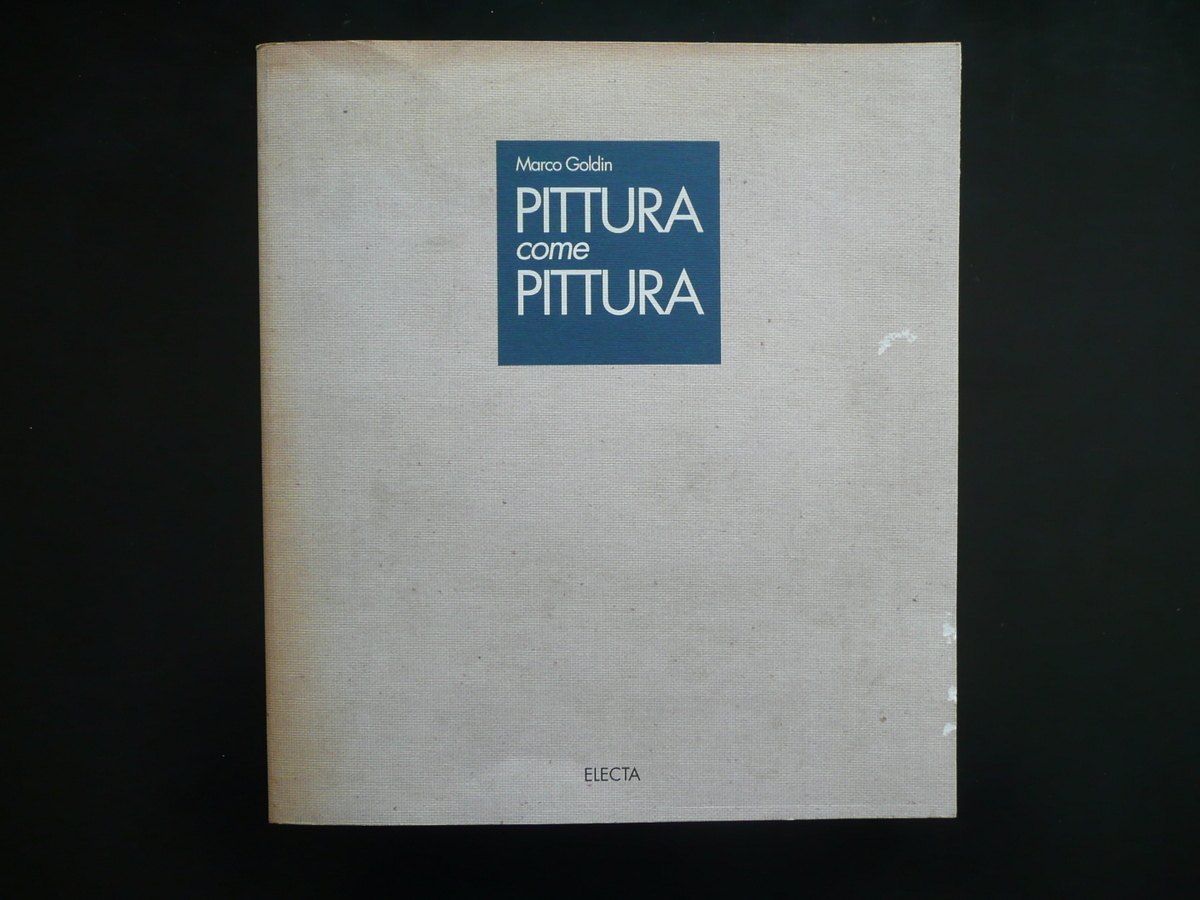 Marco Goldin
PITTURA
come
PITTURA
ELECTA